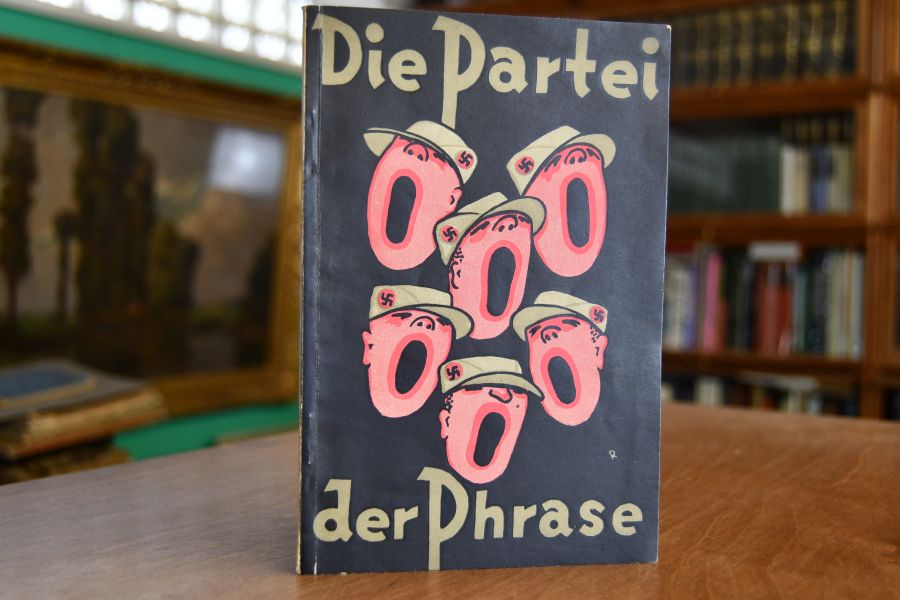 Die Partei
R
der Phrase